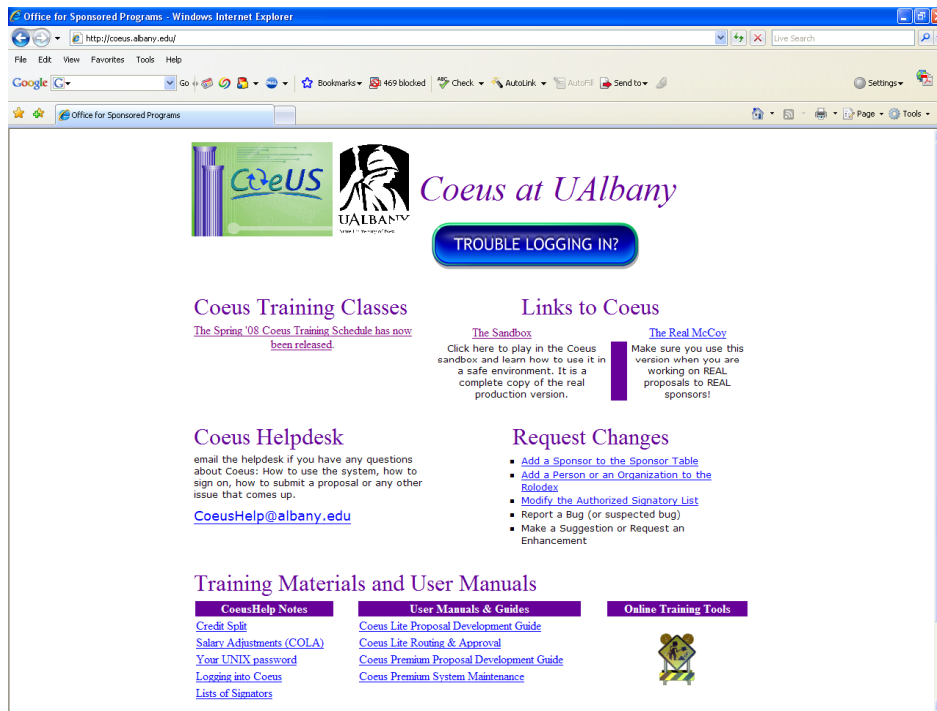 Office for Sponsored Programs - Windows Internet Explorer
http://coeus.albany.edu/
Live Search
File Edit View Favorites Tools Help
Google G Go Bookmarks 469 blocked Check AutoLink AutoFill Send to Settings
Office for Sponsored Programs
Page Tools
CoeUS
UALBANY
Coeus at UAlbany
TROUBLE LOGGING IN?
Coeus Training Classes
The Spring '08 Coeus Training Schedule has now
been released.
Links to Coeus
The Sandbox
Click here to play in the Coeus
sandbox and learn how to use it in
a safe environment. It is a
complete copy of the real
production version.
The Real McCoy
Make sure you use this
version when you are
working on REAL
proposals to REAL
sponsors!
Coeus Helpdesk
email the helpdesk if you have any questions
about Coeus: How to use the system, how to
sign on, how to submit a proposal or any other
issue that comes up.
CoeusHelp@albany.edu
Request Changes
Add a Sponsor to the Sponsor Table
Add a Person or an Organization to the
Rolodex
Modify the Authorized Signatory List
Report a Bug (or suspected bug)
Make a Suggestion or Request an
Enhancement
Training Materials and User Manuals
CoeusHelp Notes
Credit Split
Salary Adjustments (COLA)
Your UNIX password
Logging into Coeus
Lists of Signators
User Manuals & Guides
Coeus Lite Proposal Development Guide
Coeus Lite Routing & Approval
Coeus Premium Proposal Development Guide
Coeus Premium System Maintenance
Online Training Tools